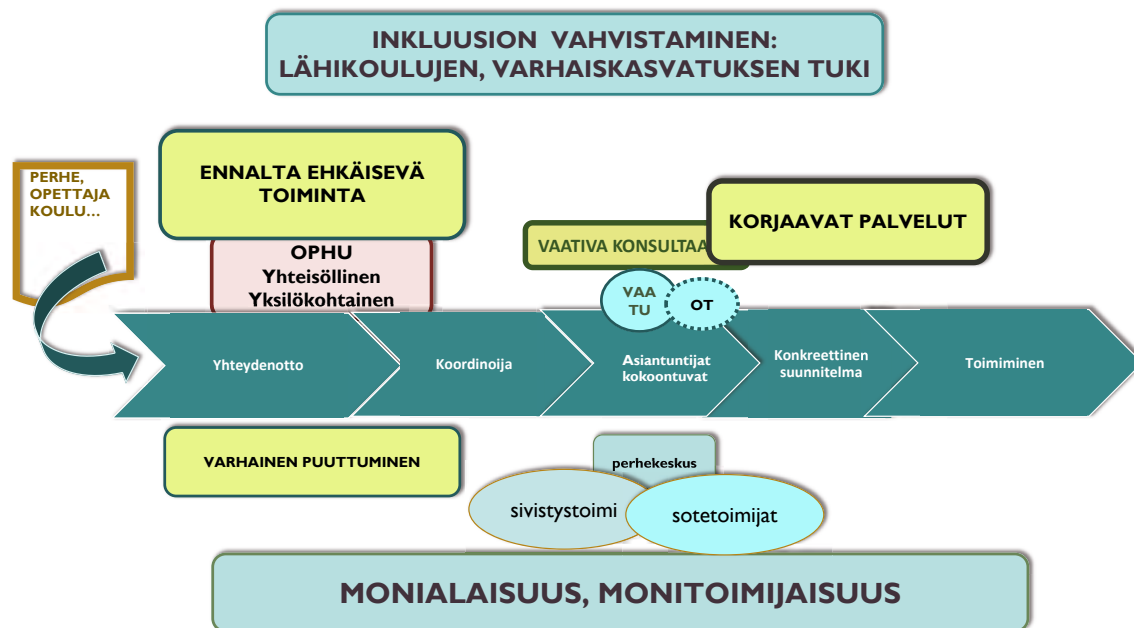 INKLUUSION VAHVISTAMINEN:
LÄHIKOULUJEN, VARHAISKASVATUKSEN TUKI
PERHE,
OPETTAJA
KOULU...
ENNALTA EHKÄISEVÄ
TOIMINTA
OPHU
Yhteisöllinen
Yksilökohtainen
VAATIVA KONSULTAA
KORJAAVAT PALVELUT
VAA
TU
OT
Yhteydenotto
Koordinoija
Asiantuntijat
kokoontuvat
Konkreettinen
suunnitelma
Toimiminen
VARHAINEN PUUTTUMINEN
perhekeskus
sivistystoimi
sotetoimijat
MONIALAISUUS, MONITOIMIJAISUUS